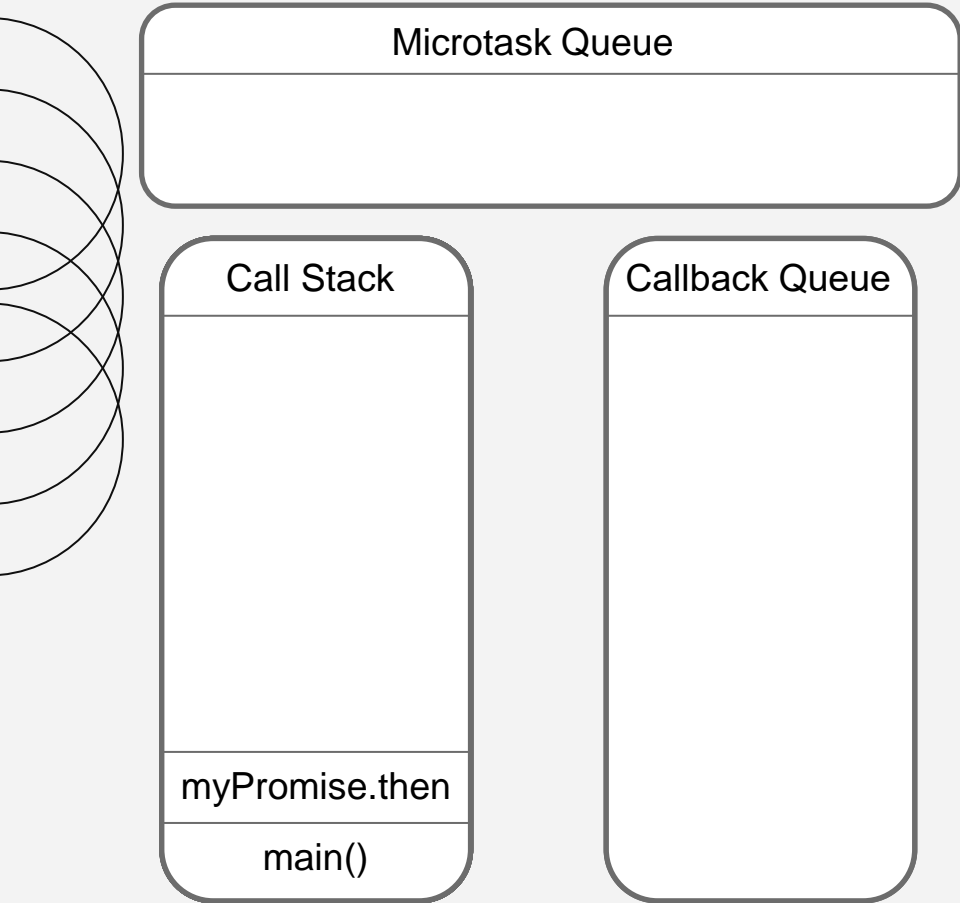 Microtask Queue
Call Stack
Callback Queue
myPromise.then
main()